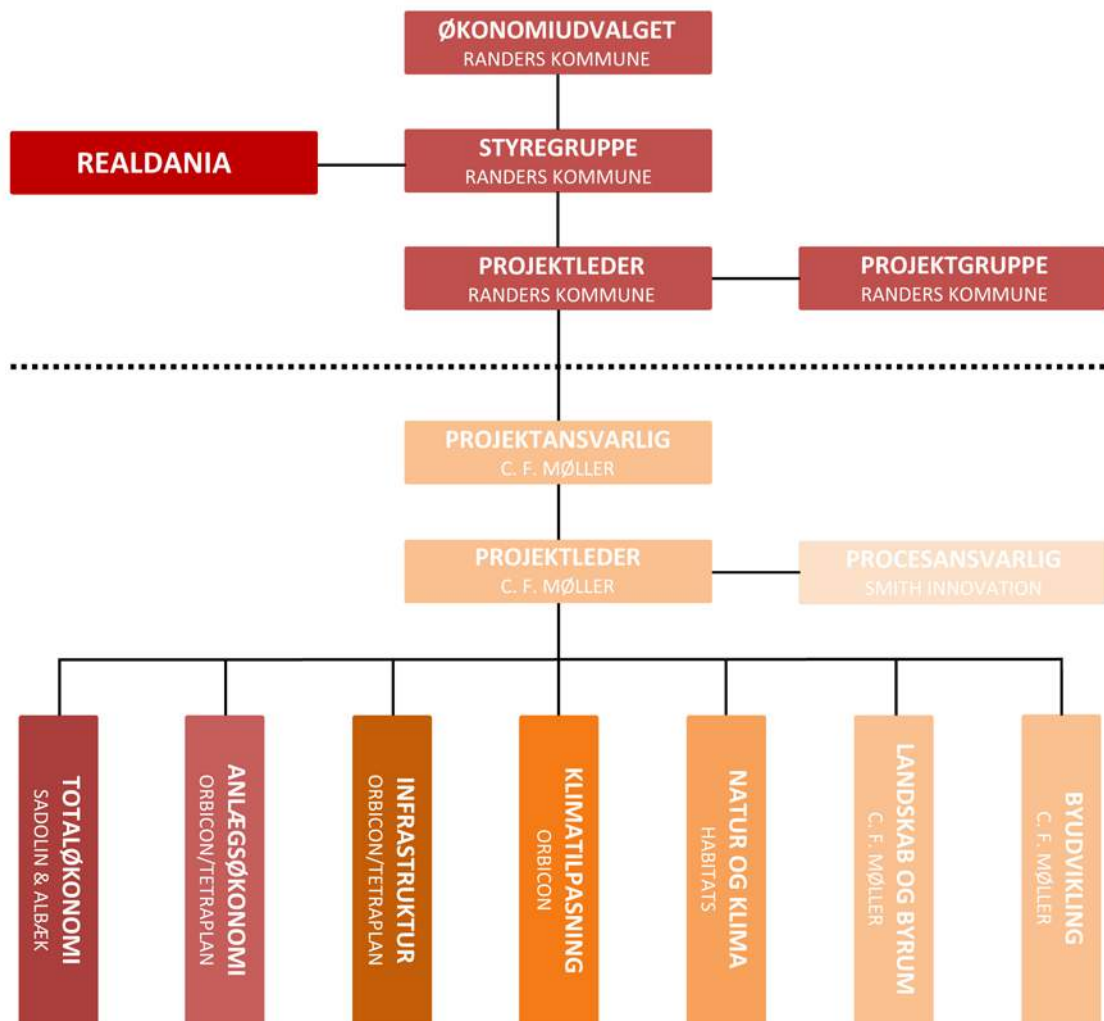 ØKONOMIUDVALGET
RANDERS KOMMUNE
REALDANIA
STYREGRUPPE
RANDERS KOMMUNE
PROJEKTLEDER
RANDERS KOMMUNE
PROJEKTGRUPPE
RANDERS KOMMUNE
PROJEKTANSVARLIG
C. F. MØLLER
PROJEKTLEDER
C. F. MØLLER
PROCESANSVARLIG
SMITH INNOVATION
TOTALØKONOMI
SADOLIN & ALBÆK
ANLÆGSØKONOMI
ORBICON/TETRAPLAN
INFRASTRUKTUR
ORBICON/TETRAPLAN
KLIMATILPASNING
ORBICON
NATUR OG KLIMA
HABITATS
LANDSKAB OG BYRUM
C. F. MØLLER
BYUDVIKLING
C. F. MØLLER